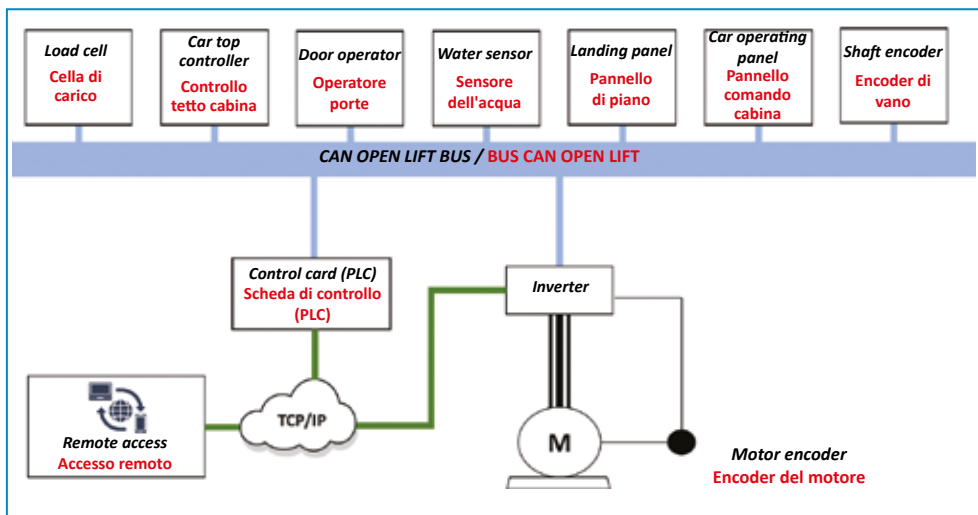 Load cell
Cella di
carico
Car top
controller
Controllo
tetto cabina
Door operator
Operatore
porte
Water sensor
Sensore
dell'acqua
Landing panel
Pannello
di piano
Car operating
panel
Pannello
comando
cabina
Shaft encoder
Encoder di
vano
CAN OPEN LIFT BUS / BUS CAN OPEN LIFT
Control card (PLC)
Scheda di controllo
(PLC)
Inverter
TCP/IP
Remote access
Accesso remoto
M
Motor encoder
Encoder del motore